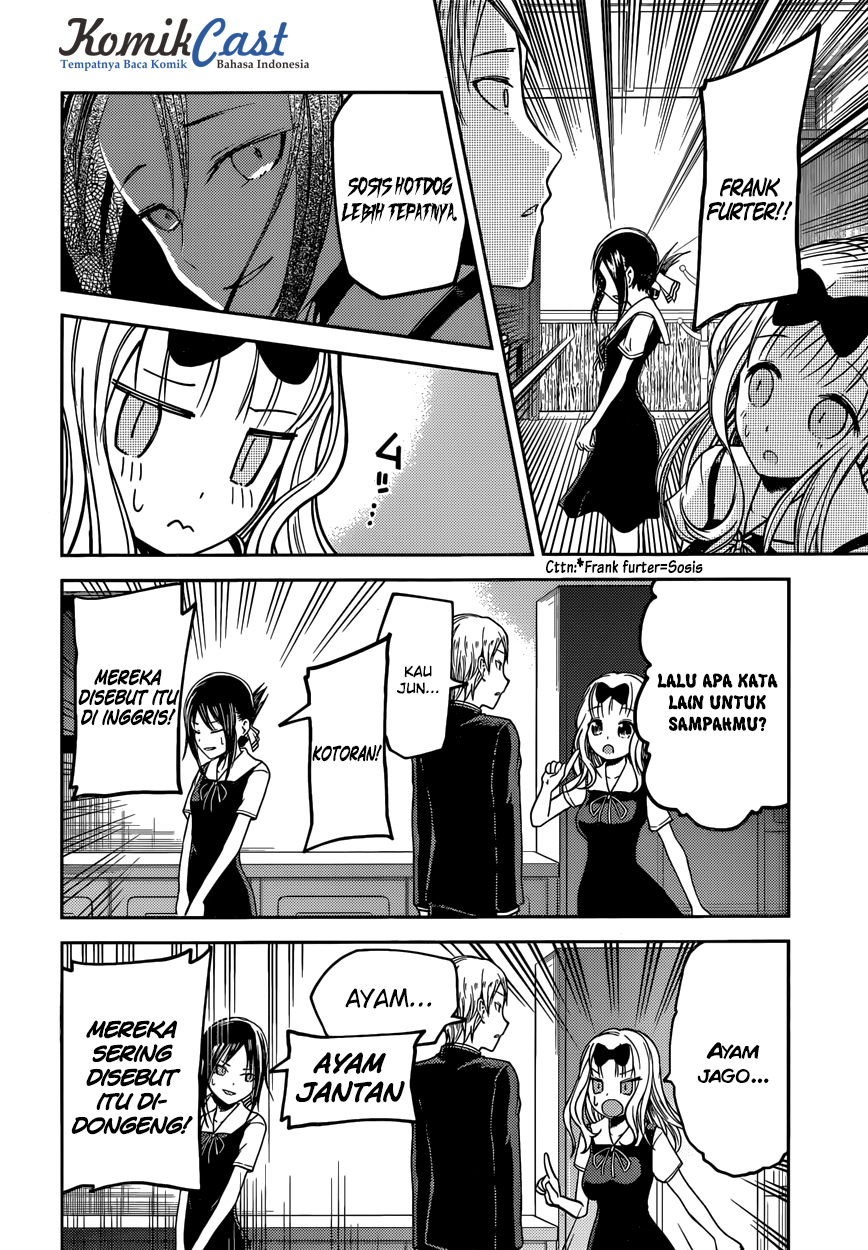 KomikCast
Tempatnya Baca Komik Bahasa Indonesia
FRANK
FURTER!!
SOSIS HOTDOG
LEBIH TEPATNYA.
ム
Cttn:*Frank furter=Sosis
LALU APA KATA
LAIN UNTUK
SAMPAHMU?
KAU
JUN...
KOTORAN!
MEREKA
DISEBUT ITU
DI INGGRIS!
AYAM
JAGO...
AYAM...
AYAM
JANTAN
MEREKA
SERING
DISEBUT
ITU DI-
DONGENG!